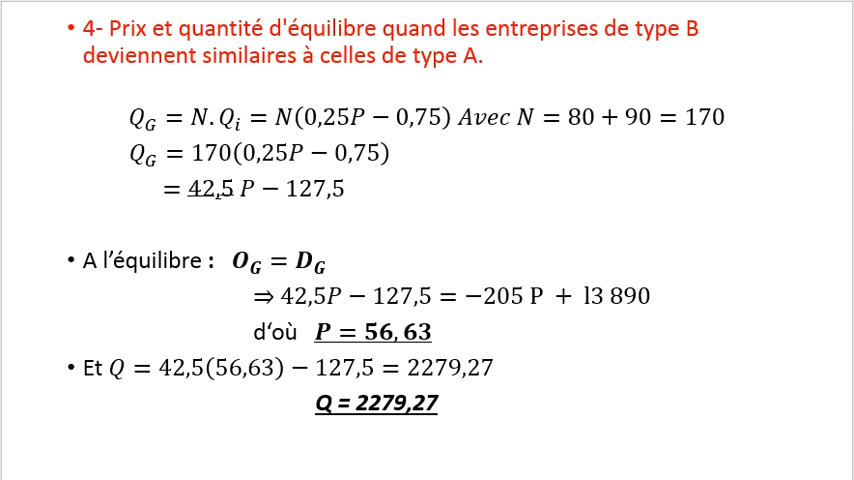 • 4- Prix et quantité d'équilibre quand les entreprises de type B
deviennent similaires à celles de type A.
Q_G = N. Q_i = N(0,25P − 0,75) Avec N = 80 + 90 = 170
Q_G = 170(0,25P − 0,75)
= 42,5 P − 127,5
• A l’équilibre : O_G = D_G
⇒ 42,5P − 127,5 = −205 P + l3 890
d‘où P = 56, 63
• Et Q = 42,5(56,63) − 127,5 = 2279,27
Q = 2279,27